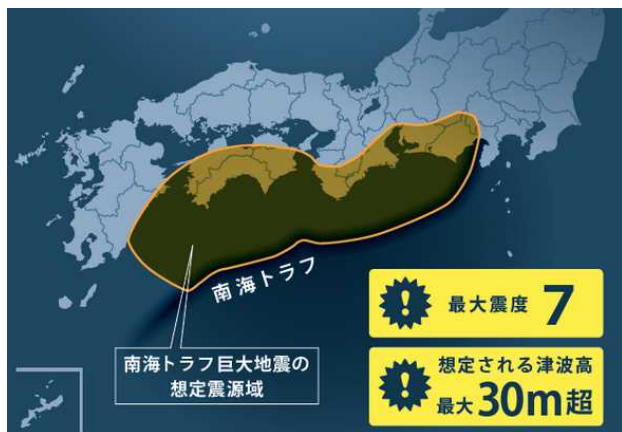 南海トラフ
南海トラフ巨大地震の
想定震源域
最大震度 7
想定される津波高
最大30m超